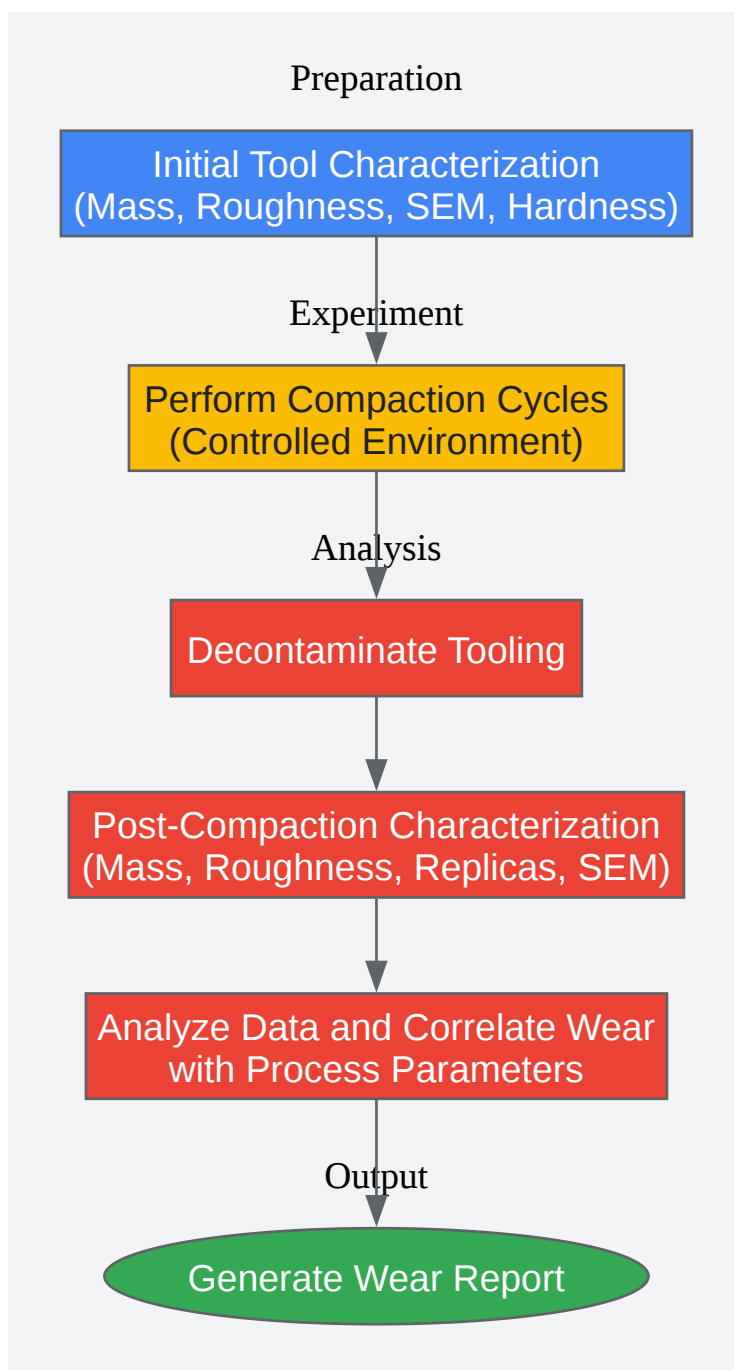 Preparation
Initial Tool Characterization
(Mass, Roughness, SEM, Hardness)
Experiment
Perform Compaction Cycles
(Controlled Environment)
Analysis
Decontaminate Tooling
Post-Compaction Characterization
(Mass, Roughness, Replicas, SEM)
Analyze Data and Correlate Wear
with Process Parameters
Output
Generate Wear Report